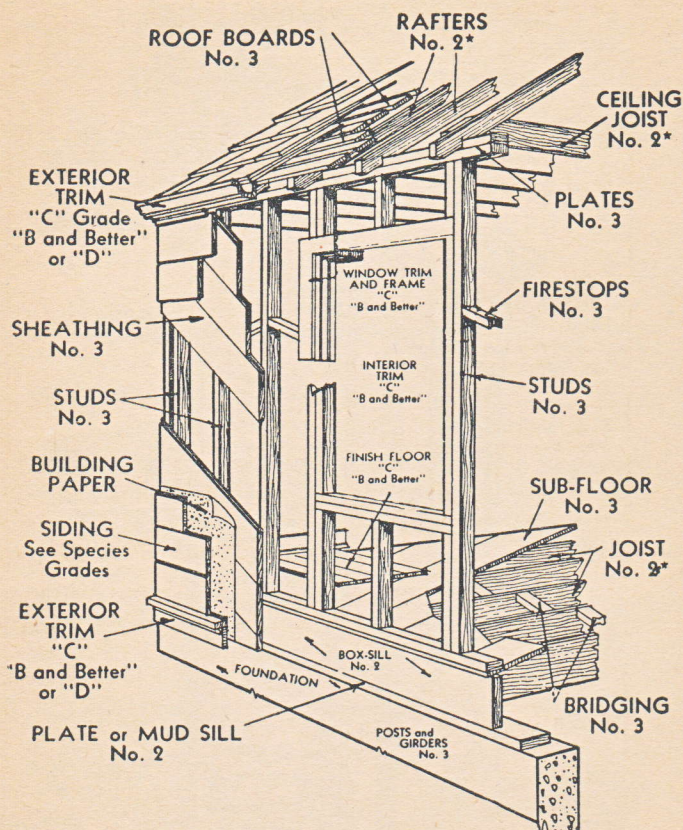 ROOF BOARDS
No. 3
RAFTERS
No. 2*
CEILING
JOIST
No. 2*
EXTERIOR
TRIM
"C" Grade
"B and Better"
or "D"
PLATES
No. 3
WINDOW TRIM
AND FRAME
"C"
"B and Better"
FIRESTOPS
No. 3
SHEATHING
No. 3
INTERIOR
TRIM
"C"
"B and Better"
STUDS
No. 3
STUDS
No. 3
BUILDING
PAPER
FINISH FLOOR
"C"
"B and Better"
SUB-FLOOR
No. 3
SIDING
See Species
Grades
JOIST
No. 2*
EXTERIOR
TRIM
"C"
"B and Better"
or "D"
BOX-SILL
No. 2
FOUNDATION
BRIDGING
No. 3
PLATE or MUD SILL
No. 2
POSTS and
GIRDERS
No. 3